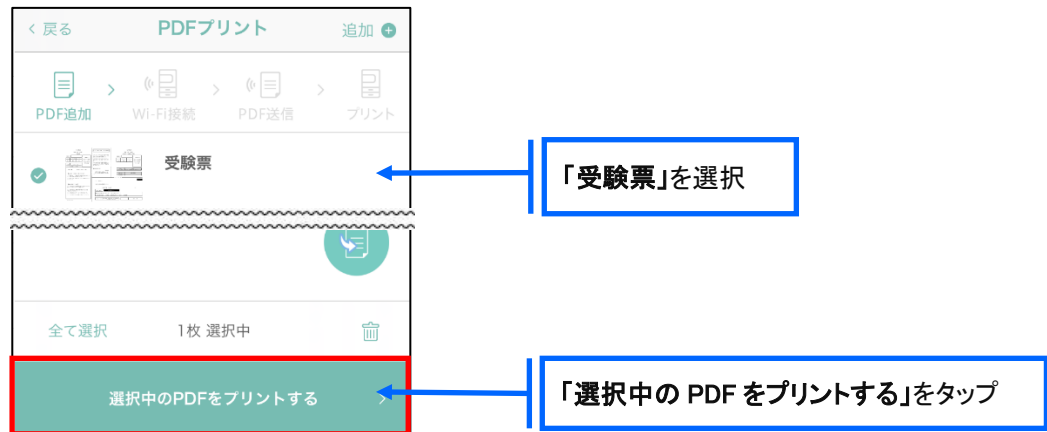 < 戻る PDFプリント 追加
PDF追加 > Wi-Fi接続 > PDF送信 > プリント
受験票
「受験票」を選択
全て選択 1枚 選択中
選択中のPDFをプリントする >
「選択中の PDF をプリントする」をタップ